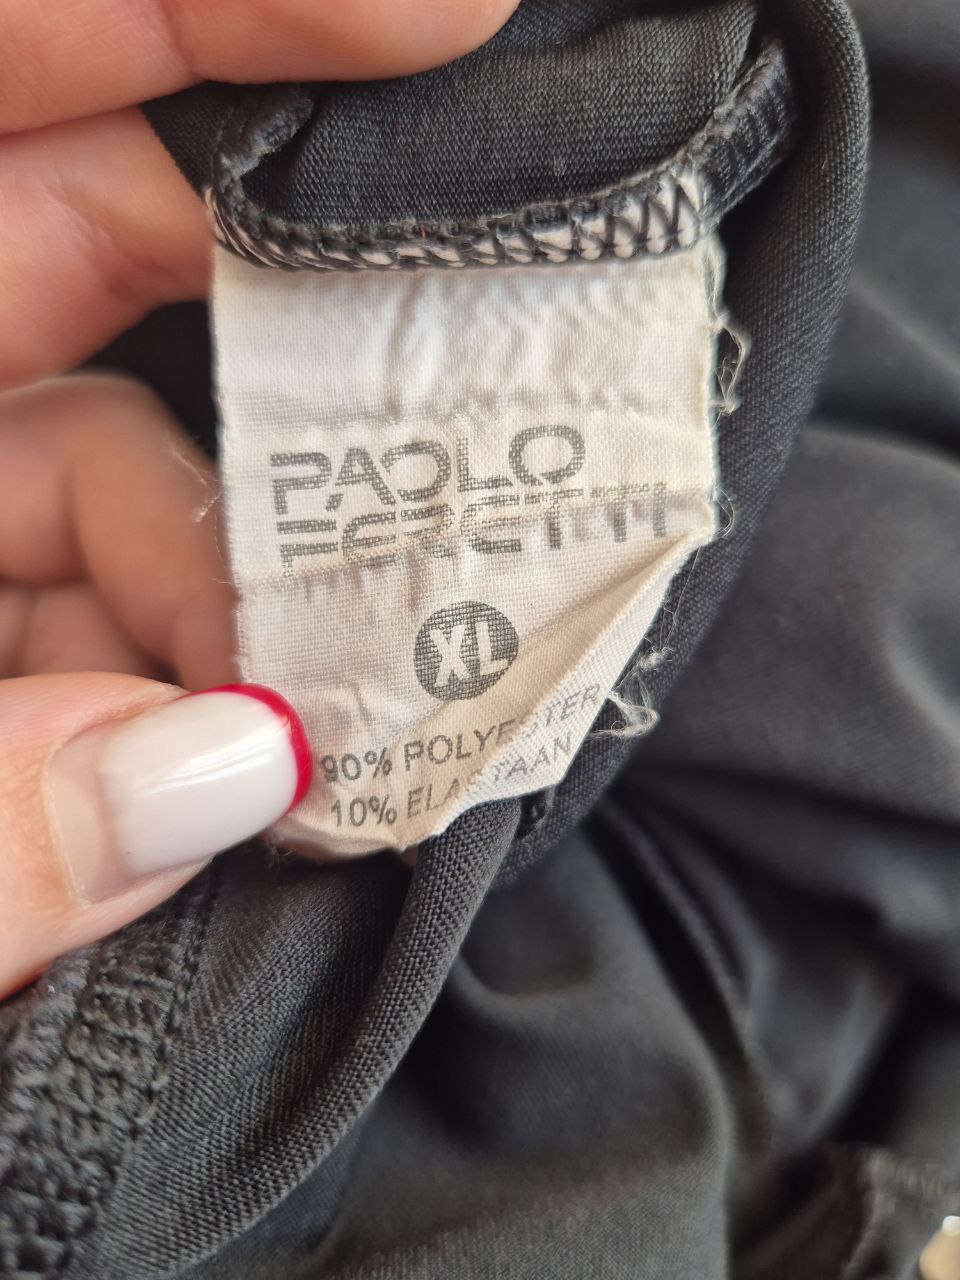 PAOLO
FERETTI
XL
90% POLYESTER
10% ELASTAAN